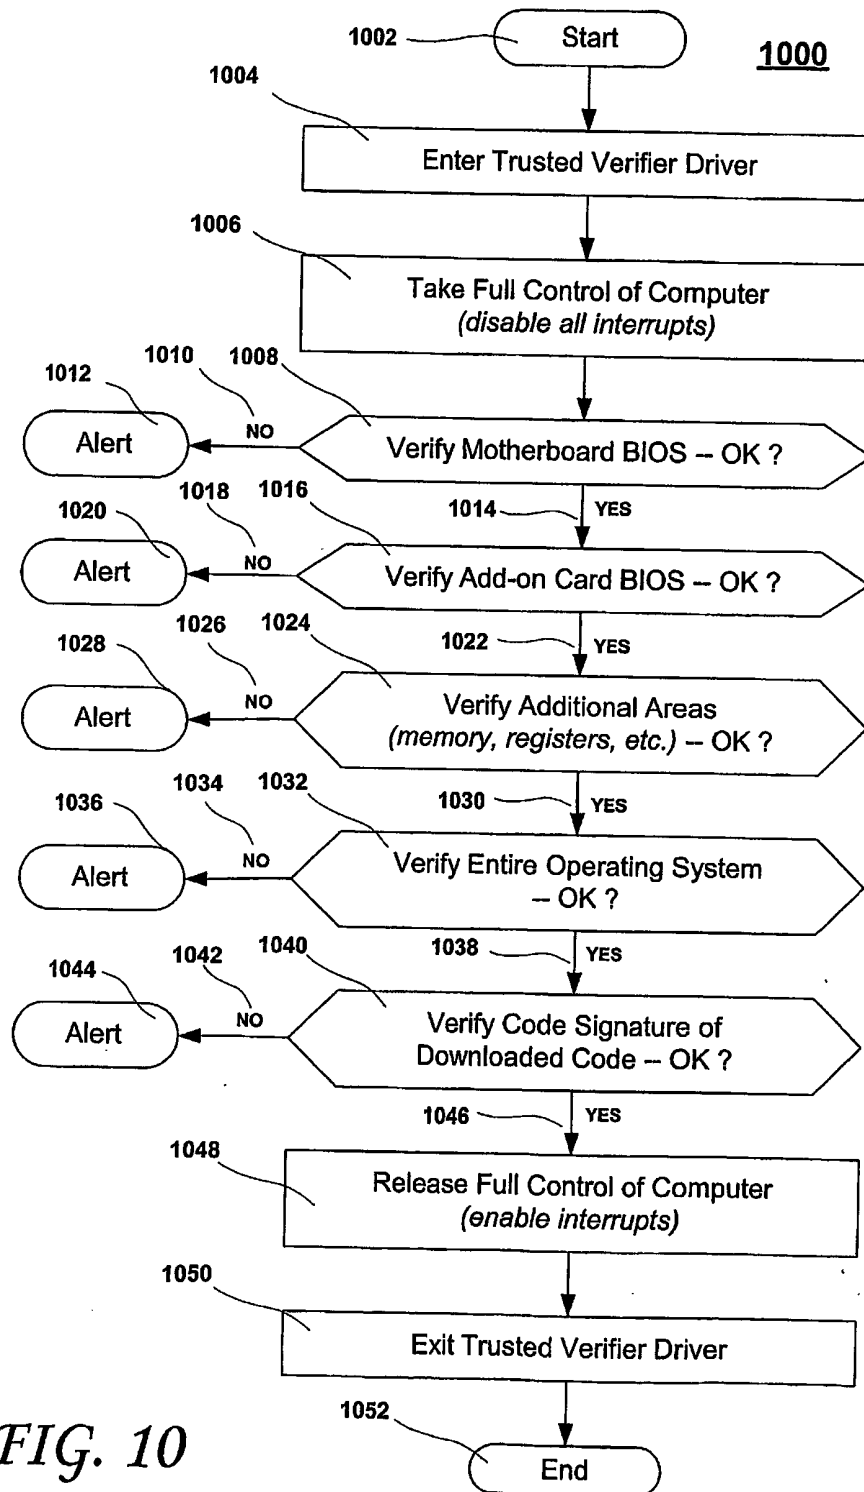 1002
Start
1000
1004
Enter Trusted Verifier Driver
1006
Take Full Control of Computer
(disable all interrupts)
1012
1010
1008
Alert
NO
Verify Motherboard BIOS -- OK ?
1014
YES
1020
1018
1016
Alert
NO
Verify Add-on Card BIOS -- OK ?
1022
YES
1028
1026
1024
Alert
NO
Verify Additional Areas
(memory, registers, etc.) -- OK ?
1030
YES
1036
1034
1032
Alert
NO
Verify Entire Operating System
-- OK ?
1038
YES
1044
1042
1040
Alert
NO
Verify Code Signature of
Downloaded Code -- OK ?
1046
YES
1048
Release Full Control of Computer
(enable interrupts)
1050
Exit Trusted Verifier Driver
1052
End
FIG. 10